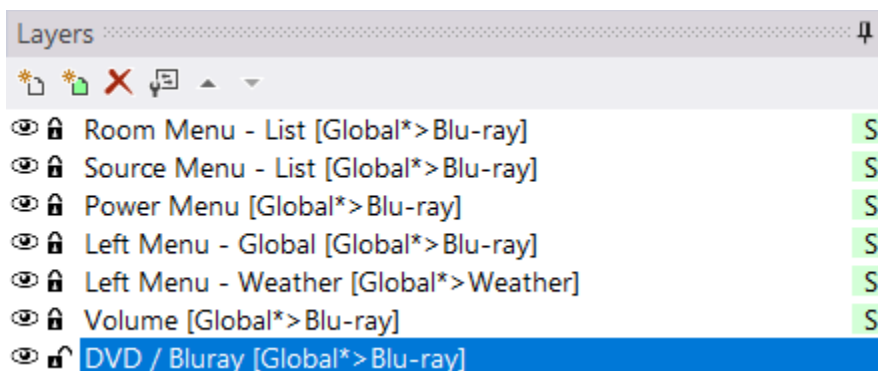 Layers
Room Menu - List [Global*>Blu-ray] S
Source Menu - List [Global*>Blu-ray] S
Power Menu [Global*>Blu-ray] S
Left Menu - Global [Global*>Blu-ray] S
Left Menu - Weather [Global*>Weather] S
Volume [Global*>Blu-ray] S
DVD / Bluray [Global*>Blu-ray]